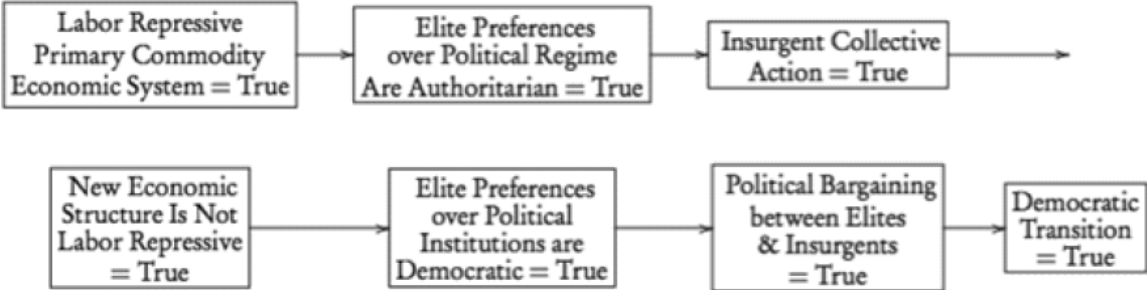 Labor Repressive
Primary Commodity
Economic System = True
Elite Preferences
over Political Regime
Are Authoritarian = True
Insurgent Collective
Action = True
New Economic
Structure Is Not
Labor Repressive
= True
Elite Preferences
over Political
Institutions are
Democratic = True
Political Bargaining
between Elites
& Insurgents
= True
Democratic
Transition
= True